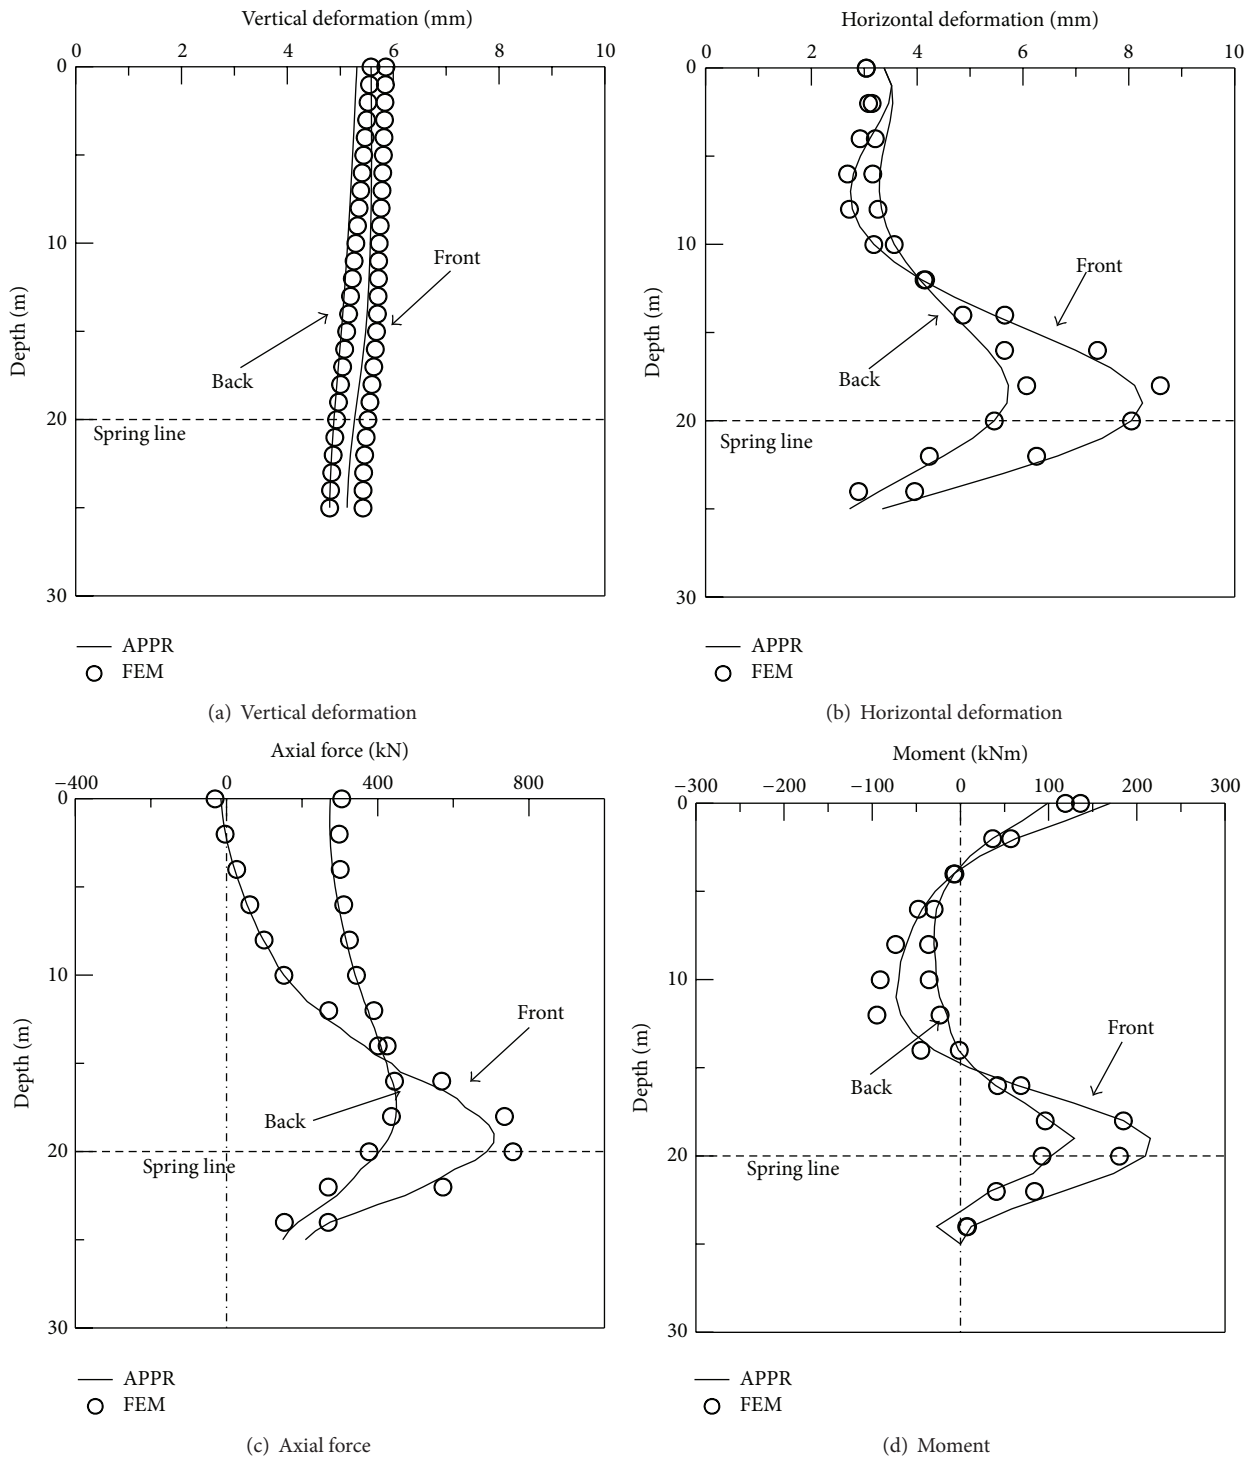 Vertical deformation (mm)
0 2 4 6 8 10
0
10
20
30
Depth (m)
Front
Back
Spring line
APPR
FEM
(a) Vertical deformation
Horizontal deformation (mm)
0 2 4 6 8 10
0
10
20
30
Depth (m)
Front
Back
Spring line
APPR
FEM
(b) Horizontal deformation
Axial force (kN)
−400 0 400 800
0
10
20
30
Depth (m)
Front
Back
Spring line
APPR
FEM
(c) Axial force
Moment (kNm)
−300 −200 −100 0 100 200 300
0
10
20
30
Depth (m)
Front
Back
Spring line
APPR
FEM
(d) Moment